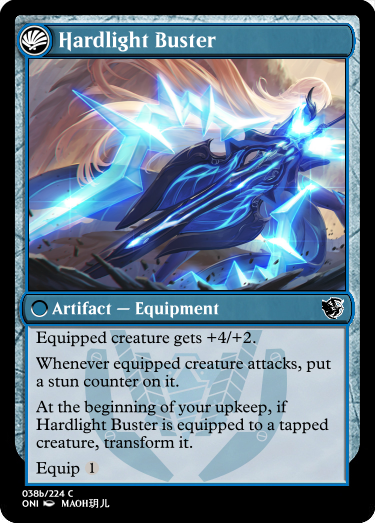 Hardlight Buster
Artifact — Equipment
Equipped creature gets +4/+2.
Whenever equipped creature attacks, put
a stun counter on it.
At the beginning of your upkeep, if
Hardlight Buster is equipped to a tapped
creature, transform it.
Equip 1
038b/224 C
ONI MAOH玥儿